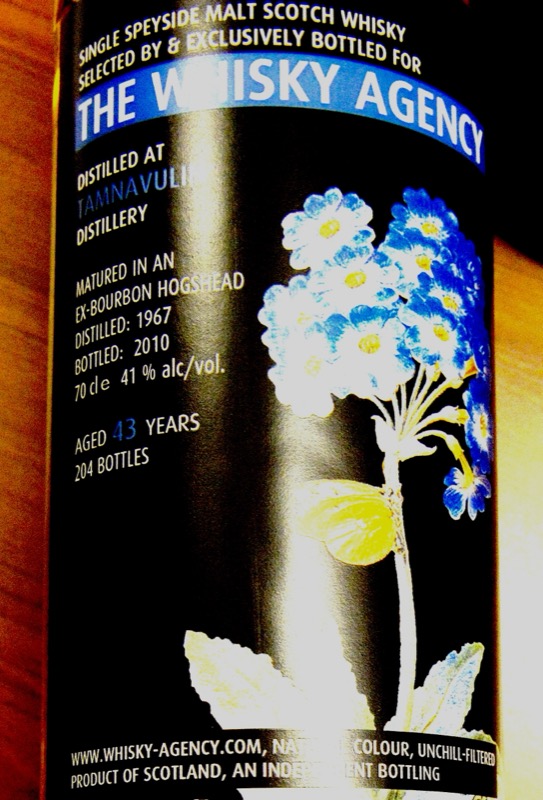 SINGLE SPEYSIDE MALT SCOTCH WHISKY
SELECTED BY & EXCLUSIVELY BOTTLED FOR
THE WHISKY AGENCY
DISTILLED AT
TAMNAVULIN
DISTILLERY
MATURED IN AN
EX-BOURBON HOGSHEAD
DISTILLED: 1967
BOTTLED: 2010
70 cl e 41 % alc/vol.
AGED 43 YEARS
204 BOTTLES
WWW.WHISKY-AGENCY.COM, COLOUR, UNCHILL-FILTERED
PRODUCT OF SCOTLAND, AN INDEPENDENT BOTTLING